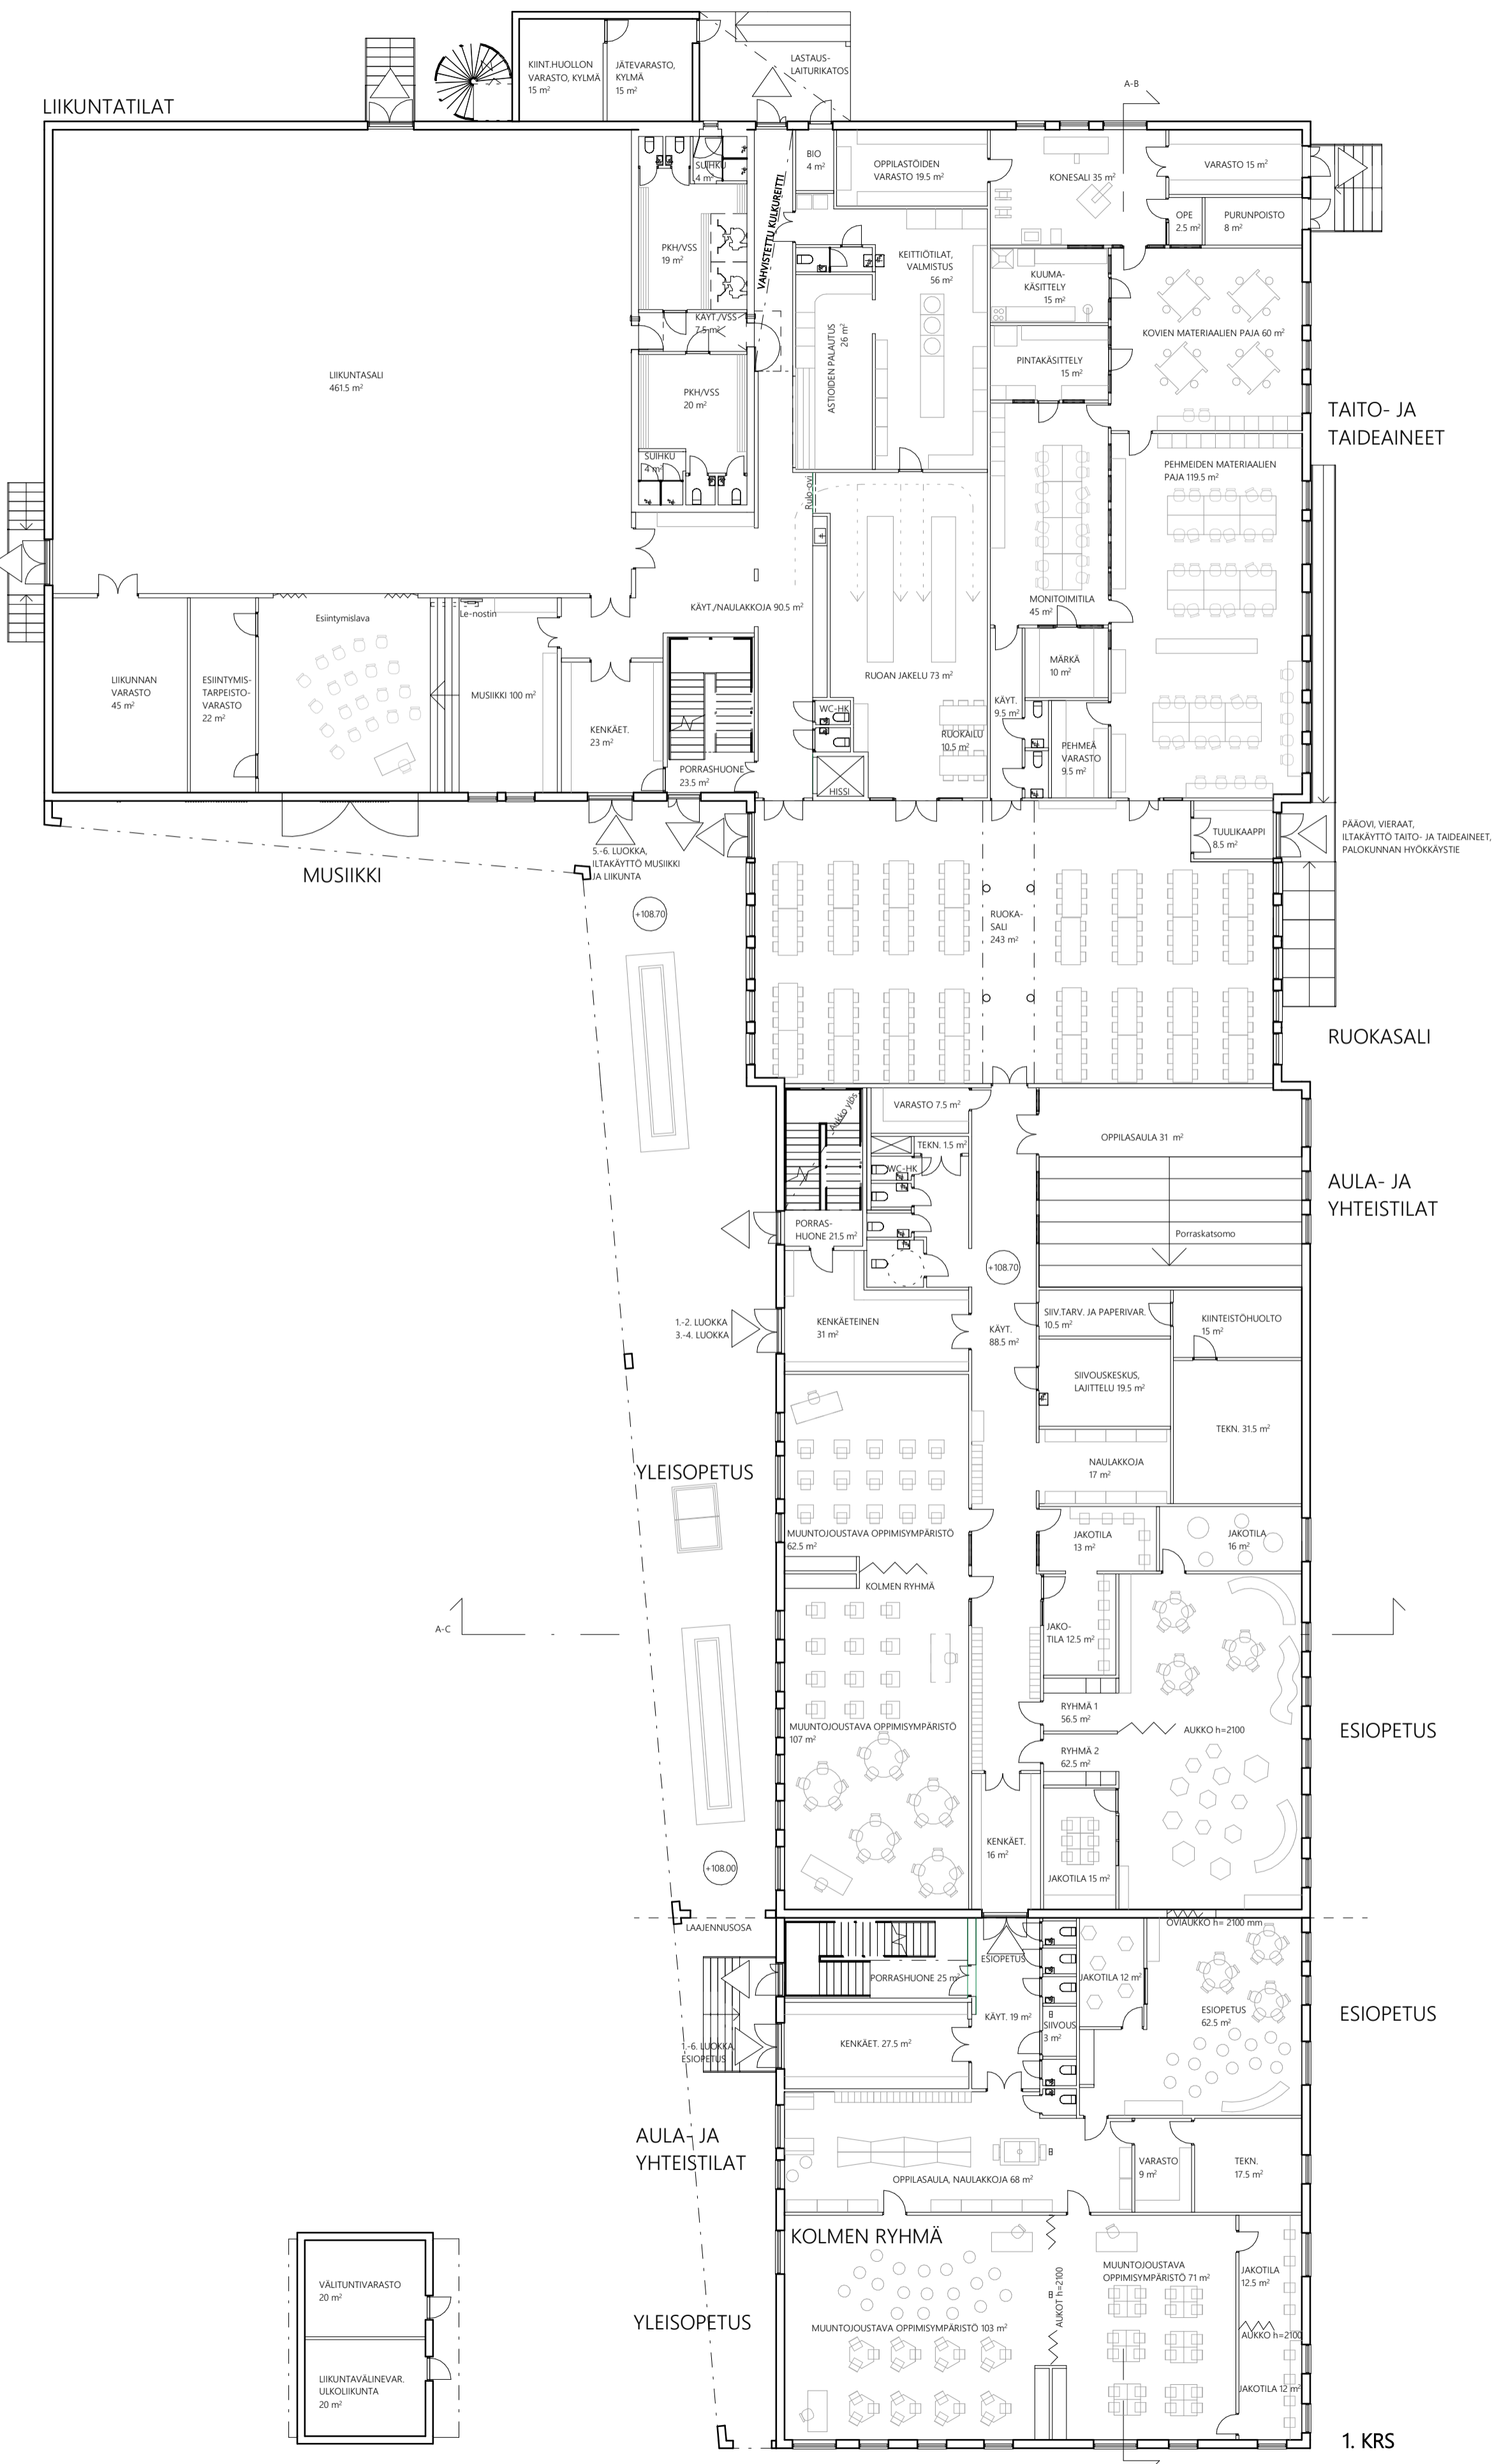 KIINT.HUOLLON
VARASTO, KYLMÄ
15 m²
JÄTEVARASTO,
KYLMÄ
15 m²
LASTAUS-
LAITURIKATOS
A-B
LIIKUNTATILAT
SUIHKU
4 m²
VAHVISTETTU KULKUREITTI
BIO
4 m²
OPPILASTÖIDEN
VARASTO 19.5 m²
KONESALI 35 m²
VARASTO 15 m²
OPE
2.5 m²
PURUNPOISTO
8 m²
PKH/VSS
19 m²
KEITTIÖTILAT,
VALMISTUS
56 m²
KUUMA-
KÄSITTELY
15 m²
KÄYT./VSS
7.5 m²
ASTIOIDEN PALAUTUS
26 m²
KOVIEN MATERIAALIEN PAJA 60 m²
PINTAKÄSITTELY
15 m²
LIIKUNTASALI
461.5 m²
PKH/VSS
20 m²
TAITO- JA
TAIDEAINEET
SUIHKU
4 m²
PEHMEIDEN MATERIAALIEN
PAJA 119.5 m²
Rulo-ovi
MONITOIMITILA
45 m²
Esiintymislava
Le-nostin
KÄYT./NAULAKKOJA 90.5 m²
LIIKUNNAN
VARASTO
45 m²
ESIINTYMIS-
TARPEISTO-
VARASTO
22 m²
MUSIIKKI 100 m²
RUOAN JAKELU 73 m²
MÄRKÄ
10 m²
KÄYT.
9.5 m²
KENKÄET.
23 m²
WC-HK
RUOKAILU
10.5 m²
PEHMEÄ
VARASTO
9.5 m²
PORRASHUONE
23.5 m²
HISSI
TUULIKAAPPI
8.5 m²
PÄÄOVI, VIERAAT,
ILTAKÄYTTÖ TAITO- JA TAIDEAINEET,
PALOKUNNAN HYÖKKÄYSTIE
MUSIIKKI
5.-6. LUOKKA,
ILTAKÄYTTÖ MUSIIKKI
JA LIIKUNTA
+108.70
RUOKA-
SALI
243 m²
RUOKASALI
Aukko ylös
VARASTO 7.5 m²
TEKN. 1.5 m²
WC-HK
OPPILASAULA 31 m²
AULA- JA
YHTEISTILAT
PORRAS-
HUONE 21.5 m²
Porraskatsomo
+108.70
1.-2. LUOKKA
3.-4. LUOKKA
KENKÄETEINEN
31 m²
KÄYT.
88.5 m²
SIIV.TARV. JA PAPERIVAR.
10.5 m²
KIINTEISTÖHUOLTO
15 m²
SIIVOUSKESKUS,
LAJITTELU 19.5 m²
TEKN. 31.5 m²
NAULAKKOJA
17 m²
YLEISOPETUS
MUUNTOJOUSTAVA OPPIMISYMPÄRISTÖ
62.5 m²
JAKOTILA
13 m²
JAKOTILA
16 m²
KOLMEN RYHMÄ
A-C
JAKO-
TILA 12.5 m²
RYHMÄ 1
56.5 m²
MUUNTOJOUSTAVA OPPIMISYMPÄRISTÖ
107 m²
AUKKO h=2100
ESIOPETUS
RYHMÄ 2
62.5 m²
KENKÄET.
16 m²
JAKOTILA 15 m²
+108.00
LAAJENNUSOSA
OVIAUKKO h= 2100 mm
ESIOPETUS
PORRASHUONE 25 m²
JAKOTILA 12 m²
KÄYT. 19 m²
SIIVOUS
3 m²
ESIOPETUS
62.5 m²
ESIOPETUS
KENKÄET. 27.5 m²
1.-6. LUOKKA,
ESIOPETUS
AULA- JA
YHTEISTILAT
OPPILASAULA, NAULAKKOJA 68 m²
VARASTO
9 m²
TEKN.
17.5 m²
KOLMEN RYHMÄ
MUUNTOJOUSTAVA
OPPIMISYMPÄRISTÖ 71 m²
JAKOTILA
12.5 m²
AUKOT h=2100
YLEISOPETUS
MUUNTOJOUSTAVA OPPIMISYMPÄRISTÖ 103 m²
AUKKO h=2100
JAKOTILA 12 m²
VÄLITUNTIVARASTO
20 m²
LIIKUNTAVÄLINEVAR.
ULKOLIIKUNTA
20 m²
1. KRS